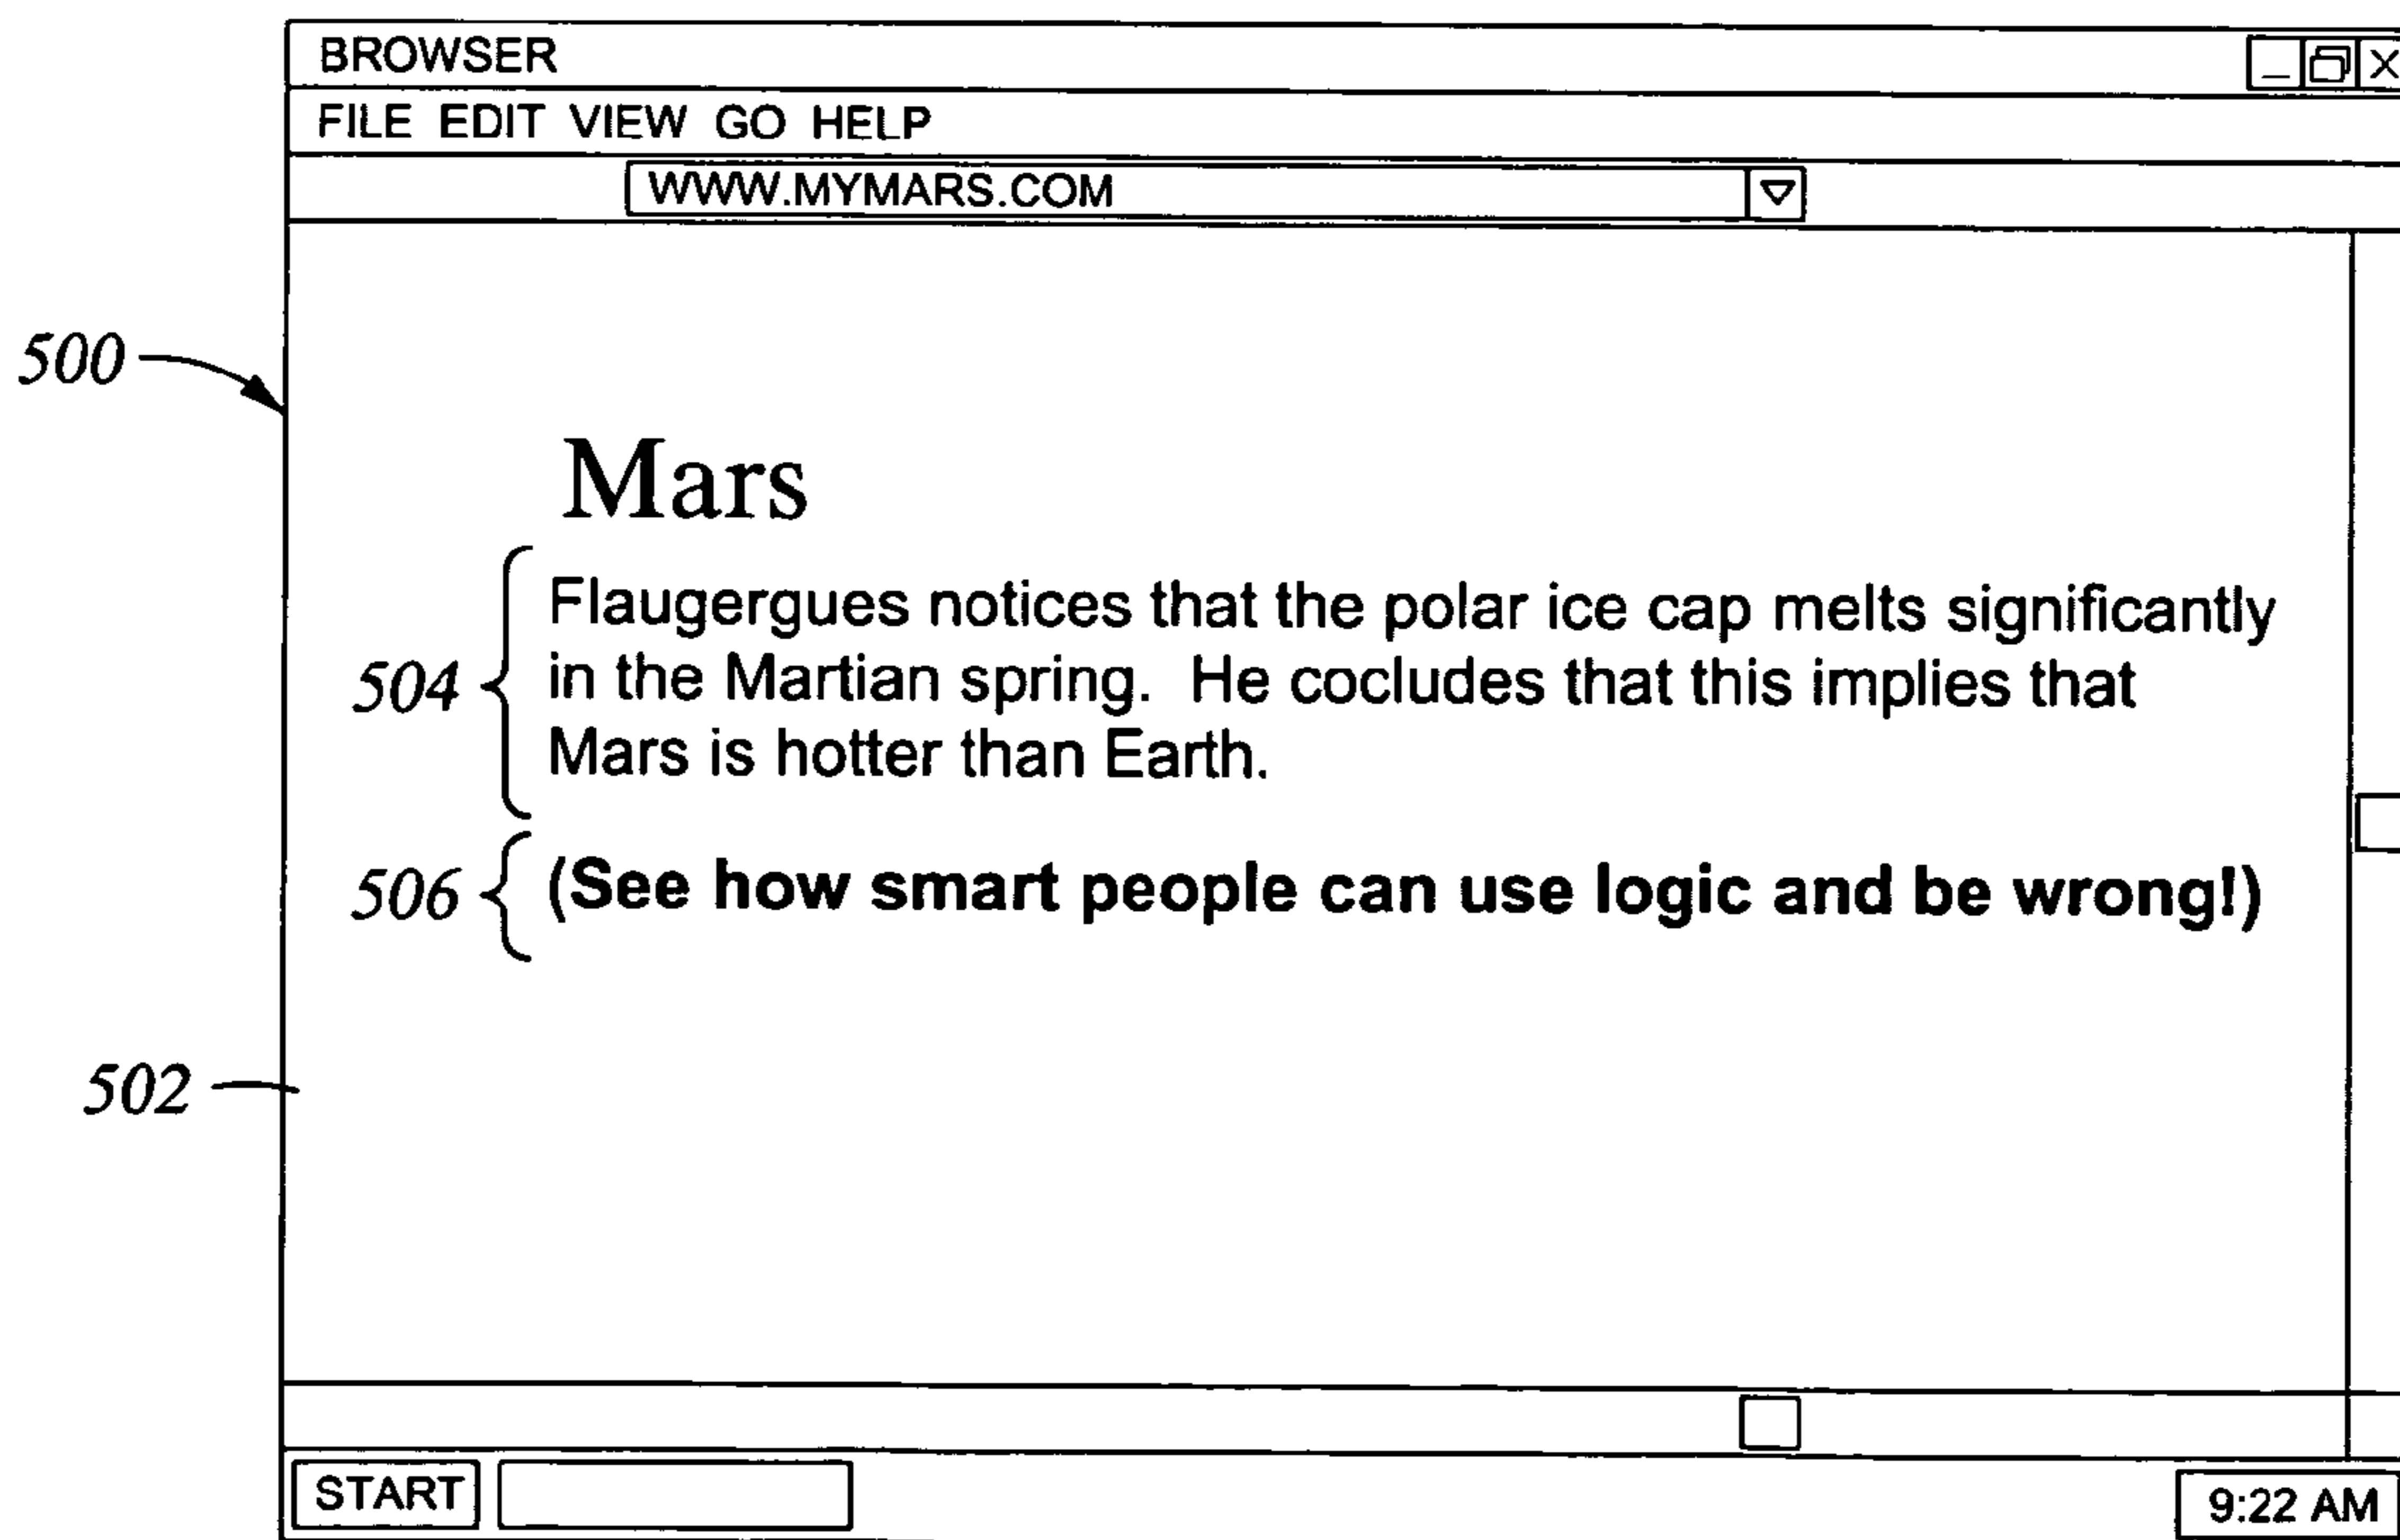 BROWSER
FILE EDIT VIEW GO HELP
WWW.MYMARS.COM
500
Mars
504
Flaugergues notices that the polar ice cap melts significantly
in the Martian spring. He cocludes that this implies that
Mars is hotter than Earth.
506
(See how smart people can use logic and be wrong!)
502
START
9:22 AM